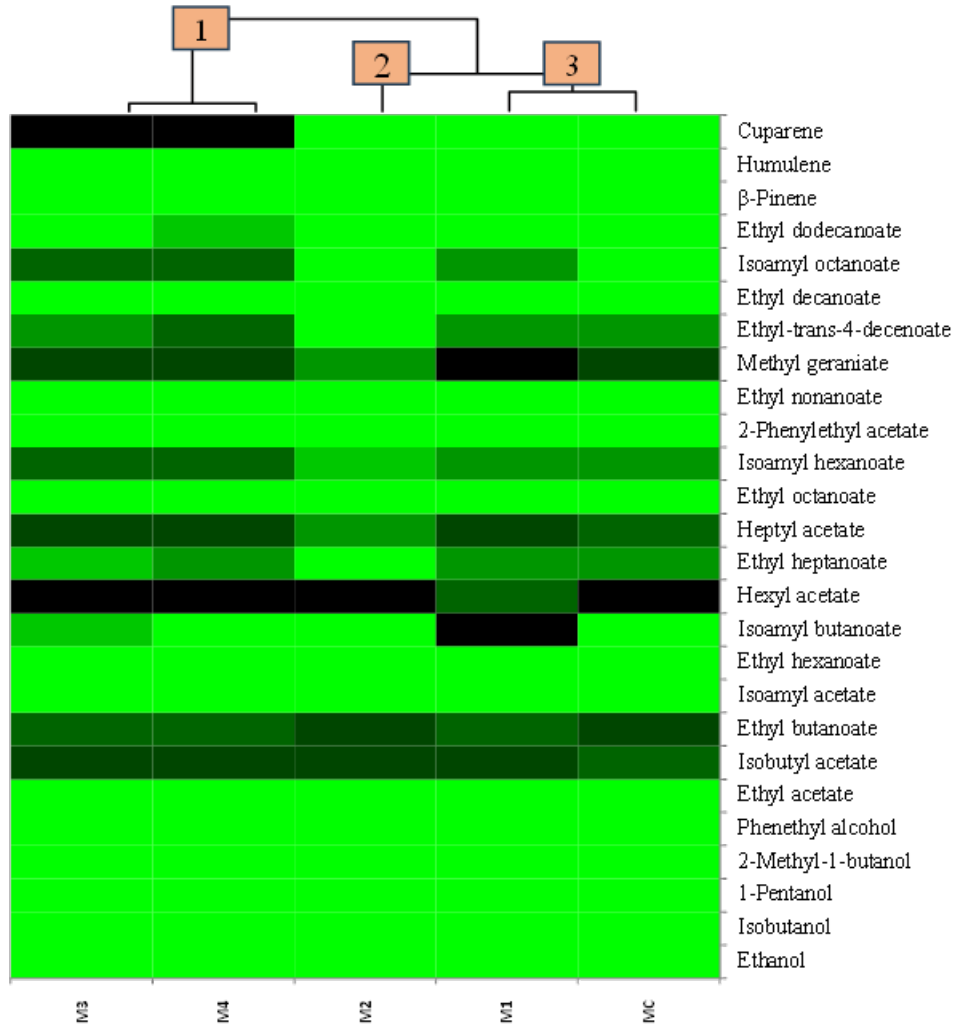 1
2
3
Cuparene
Humulene
β-Pinene
Ethyl dodecanoate
Isoamyl octanoate
Ethyl decanoate
Ethyl-trans-4-decenoate
Methyl geraniate
Ethyl nonanoate
2-Phenylethyl acetate
Isoamyl hexanoate
Ethyl octanoate
Heptyl acetate
Ethyl heptanoate
Hexyl acetate
Isoamyl butanoate
Ethyl hexanoate
Isoamyl acetate
Ethyl butanoate
Isobutyl acetate
Ethyl acetate
Phenethyl alcohol
2-Methyl-1-butanol
1-Pentanol
Isobutanol
Ethanol
M3
M4
M2
M1
MC